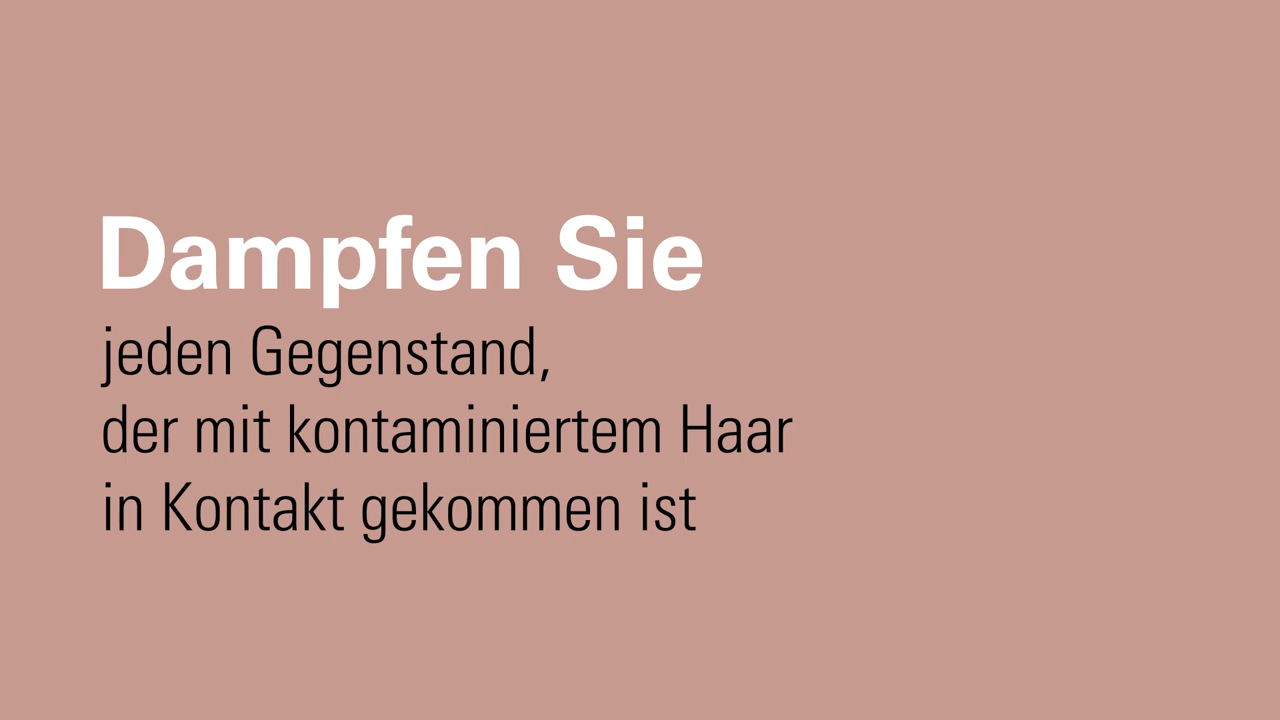 Dampfen Sie
jeden Gegenstand,
der mit kontaminiertem Haar
in Kontakt gekommen ist